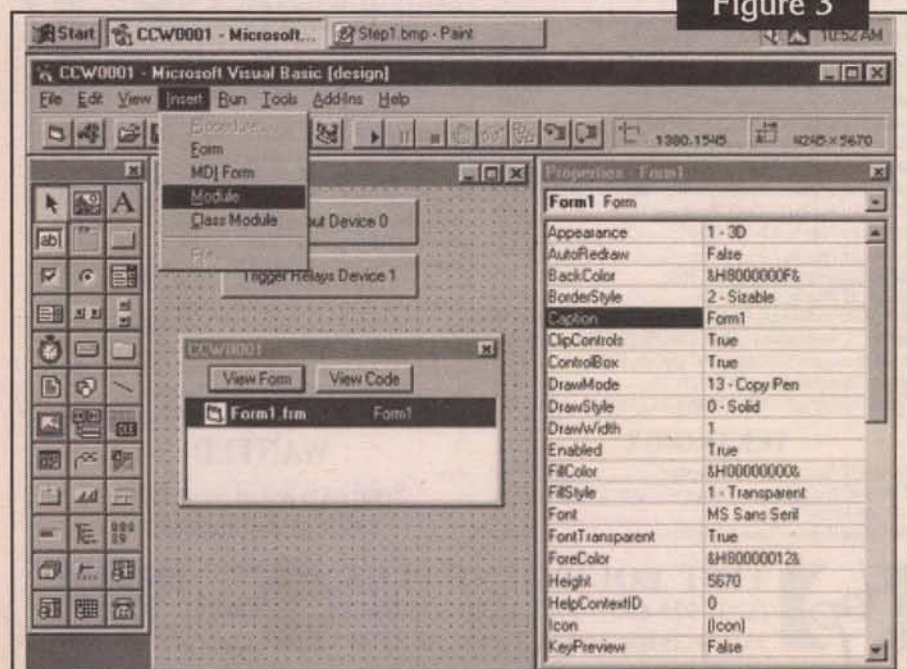 Figure 3
Start
CCW0001 - Microsoft...
Step1.bmp - Paint
10:52 AM
CCW0001 - Microsoft Visual Basic [design]
File Edit View Insert Run Tools Add-Ins Help
Procedure
Form
MDI Form
Module
Class Module
File...
1380,1545
4245 × 5670
ut Device 0
Trigger Relays Device 1
CCW0001
View Form View Code
Form1.frm Form1
Properties - Form1
Form1 Form
Appearance 1 - 3D
AutoRedraw False
BackColor &H8000000F&
BorderStyle 2 - Sizable
Caption Form1
ClipControls True
ControlBox True
DrawMode 13 - Copy Pen
DrawStyle 0 - Solid
DrawWidth 1
Enabled True
FillColor &H00000000&
FillStyle 1 - Transparent
Font MS Sans Serif
FontTransparent True
ForeColor &H80000012&
Height 5670
HelpContextID 0
Icon (Icon)
KeyPreview False
A
ab|
OLE